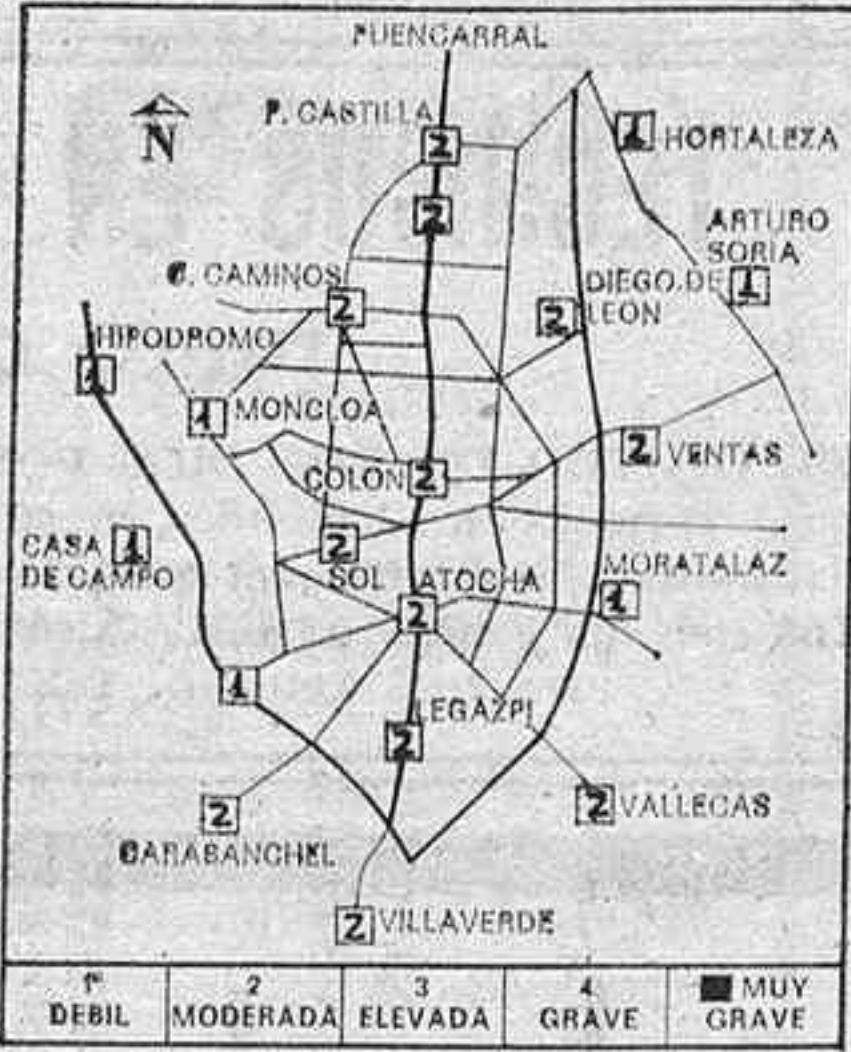 FUENCARRAL
P. CASTILLA
2
N
1 HORTALEZA
2
ARTURO
SORIA
1
C. CAMINOS
2
DIEGO DE
LEON
2
HIPODROMO
1
1 MONCLOA
2 VENTAS
COLON 2
CASA 1
DE CAMPO
2
SOL
ATOCHA
2
MORATALAZ
1
1
LEGAZPI
2
2
CARABANCHEL
2 VALLECAS
2 VILLAVERDE
1
DEBIL
2
MODERADA
3
ELEVADA
4
GRAVE
MUY
GRAVE